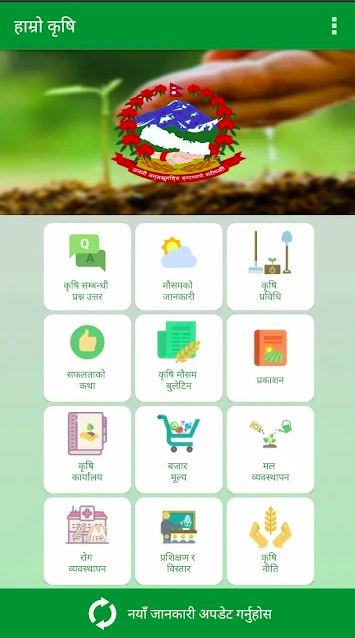 हाम्रो कृषि
जननी जन्मभूमिश्च स्वर्गादपि गरीयसी
Q
A
कृषि सम्बन्धी
प्रश्न उत्तर
मौसमको
जानकारी
कृषि
प्रविधि
सफलताको
कथा
कृषि मौसम
बुलेटिन
प्रकाशन
कृषि
कार्यालय
बजार
मूल्य
मल
व्यवस्थापन
रोग
व्यवस्थापन
प्रशिक्षण र
विस्तार
कृषि
नीति
नयाँ जानकारी अपडेट गर्नुहोस